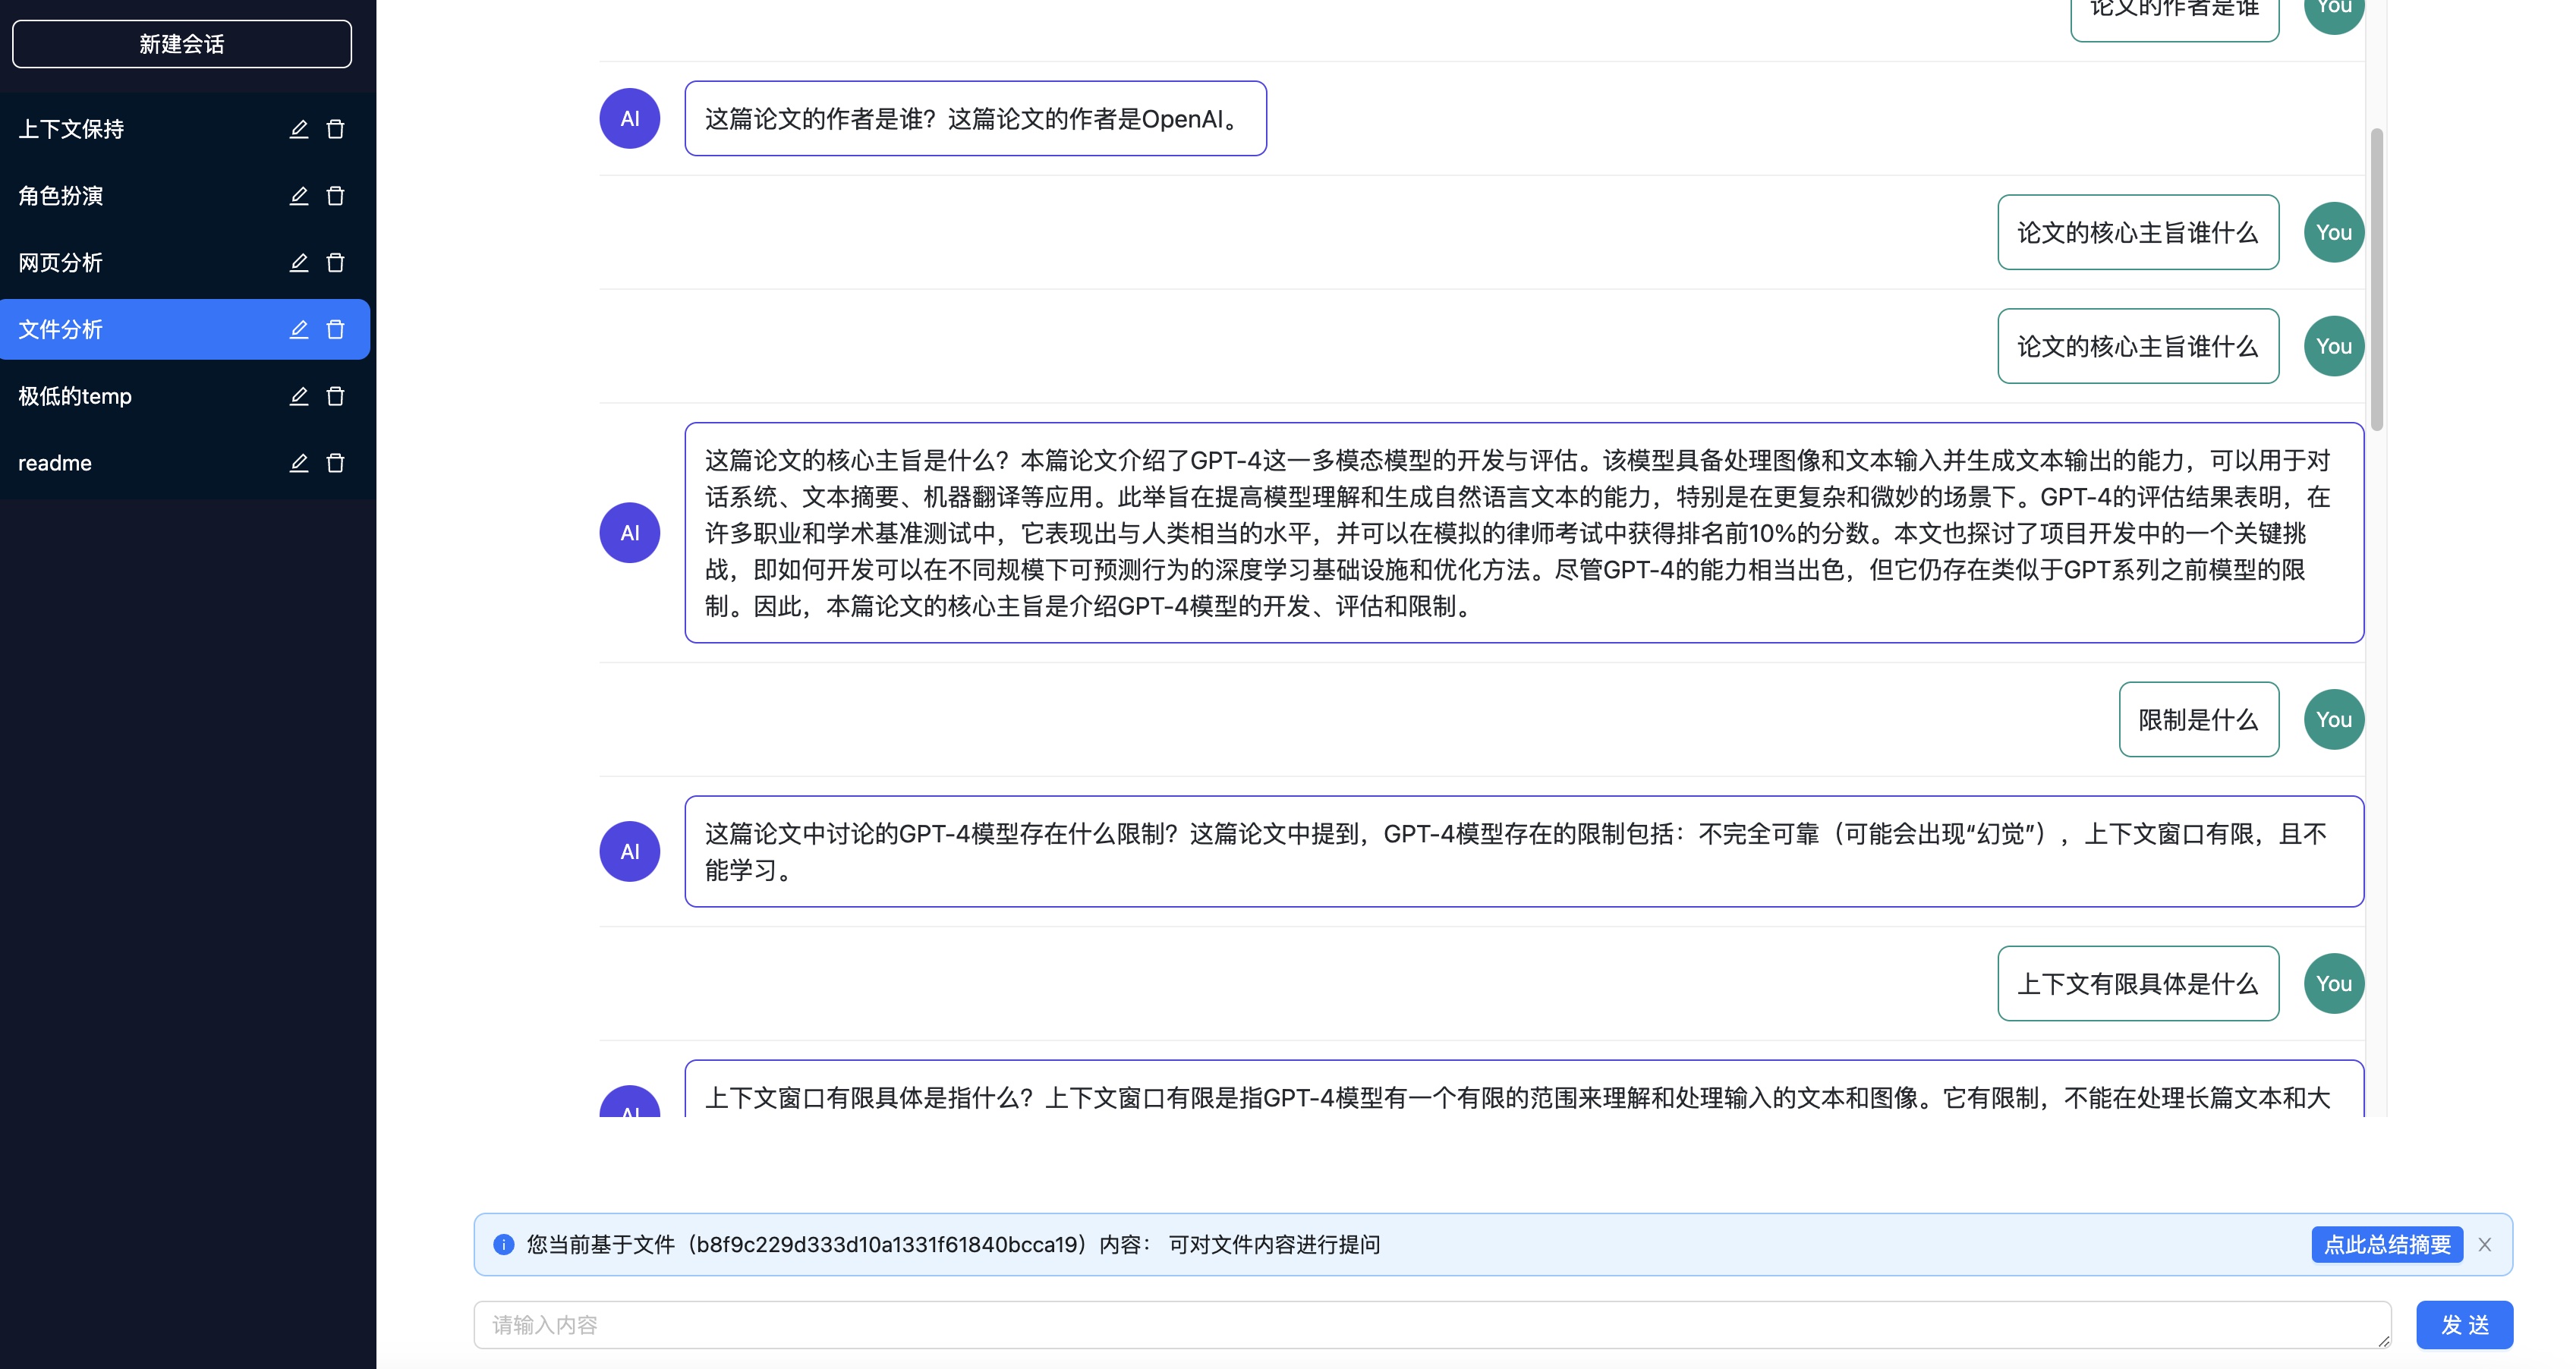 新建会话
上下文保持
角色扮演
网页分析
文件分析
极低的temp
readme
论文的作者是谁
You
AI
这篇论文的作者是谁？这篇论文的作者是OpenAI。
论文的核心主旨谁什么
You
论文的核心主旨谁什么
You
AI
这篇论文的核心主旨是什么？本篇论文介绍了GPT-4这一多模态模型的开发与评估。该模型具备处理图像和文本输入并生成文本输出的能力，可以用于对
话系统、文本摘要、机器翻译等应用。此举旨在提高模型理解和生成自然语言文本的能力，特别是在更复杂和微妙的场景下。GPT-4的评估结果表明，在
许多职业和学术基准测试中，它表现出与人类相当的水平，并可以在模拟的律师考试中获得排名前10%的分数。本文也探讨了项目开发中的一个关键挑
战，即如何开发可以在不同规模下可预测行为的深度学习基础设施和优化方法。尽管GPT-4的能力相当出色，但它仍存在类似于GPT系列之前模型的限
制。因此，本篇论文的核心主旨是介绍GPT-4模型的开发、评估和限制。
限制是什么
You
AI
这篇论文中讨论的GPT-4模型存在什么限制？这篇论文中提到，GPT-4模型存在的限制包括：不完全可靠（可能会出现“幻觉”），上下文窗口有限，且不
能学习。
上下文有限具体是什么
You
AI
上下文窗口有限具体是指什么？上下文窗口有限是指GPT-4模型有一个有限的范围来理解和处理输入的文本和图像。它有限制，不能在处理长篇文本和大
您当前基于文件（b8f9c229d333d10a1331f61840bcca19）内容： 可对文件内容进行提问
点此总结摘要
请输入内容
发 送